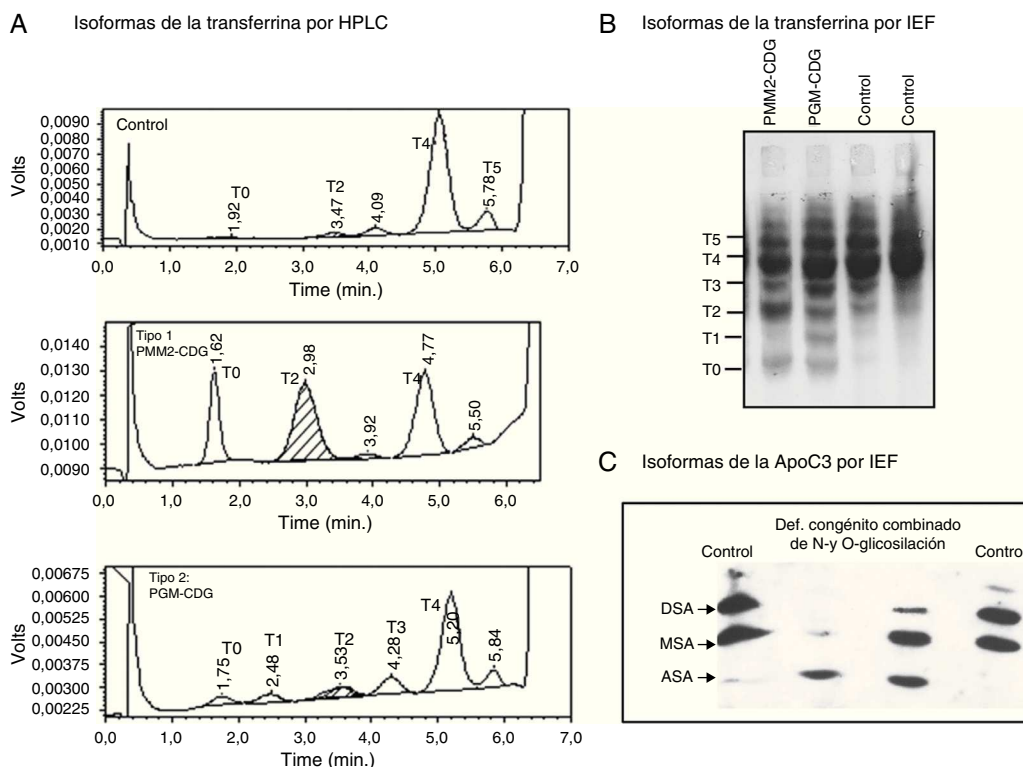 A
Isoformas de la transferrina por HPLC
Control
Volts
0,0090
0,0080
0,0070
0,0060
0,0050
0,0040
0,0030
0,0020
0,0010
T0
1,92
T2
3,47
4,09
T4
T5
5,78
0,0 1,0 2,0 3,0 4,0 5,0 6,0 7,0
Time (min.)
Tipo 1
PMM2-CDG
Volts
0,0140
0,0130
0,0120
0,0110
0,0100
0,0090
1,62
T0
T2
2,98
3,92
T4
4,77
5,50
0,0 1,0 2,0 3,0 4,0 5,0 6,0
Time (min.)
Tipo 2:
PGM-CDG
Volts
0,00675
0,00600
0,00525
0,00450
0,00375
0,00300
0,00225
T0
1,75
T1
2,48
T2
3,53
T3
4,28
T4
5,20
5,84
0,0 1,0 2,0 3,0 4,0 5,0 6,0 7,0
Time (min.)
B
Isoformas de la transferrina por IEF
PMM2-CDG
PGM-CDG
Control
Control
T5
T4
T3
T2
T1
T0
C
Isoformas de la ApoC3 por IEF
Def. congénito combinado
de N-y O-glicosilación
Control
Contro
DSA
MSA
ASA